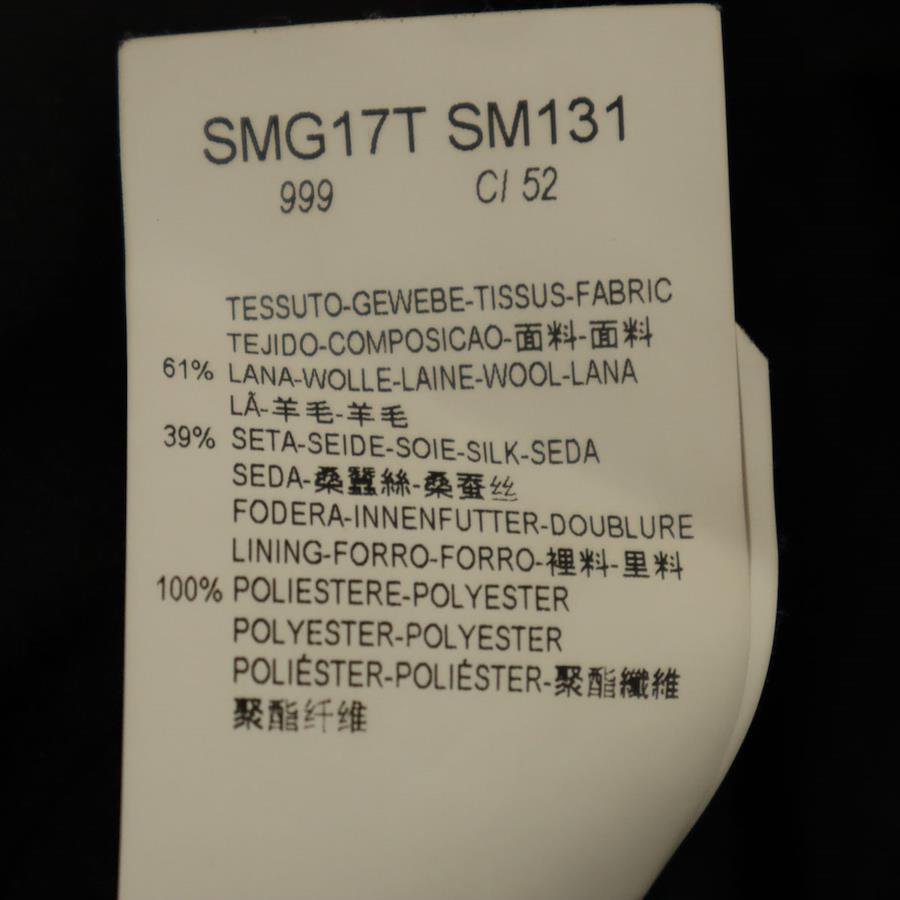 SMG17T SM131
999 C/ 52
TESSUTO-GEWEBE-TISSUS-FABRIC
TEJIDO-COMPOSICAO-面料-面料
61% LANA-WOLLE-LAINE-WOOL-LANA
LÃ-羊毛-羊毛
39% SETA-SEIDE-SOIE-SILK-SEDA
SEDA-桑蠶絲-桑蚕丝
FODERA-INNENFUTTER-DOUBLURE
LINING-FORRO-FORRO-裡料-里料
100% POLIESTERE-POLYESTER
POLYESTER-POLYESTER
POLIÉSTER-POLIÉSTER-聚酯纖維
聚酯纤维